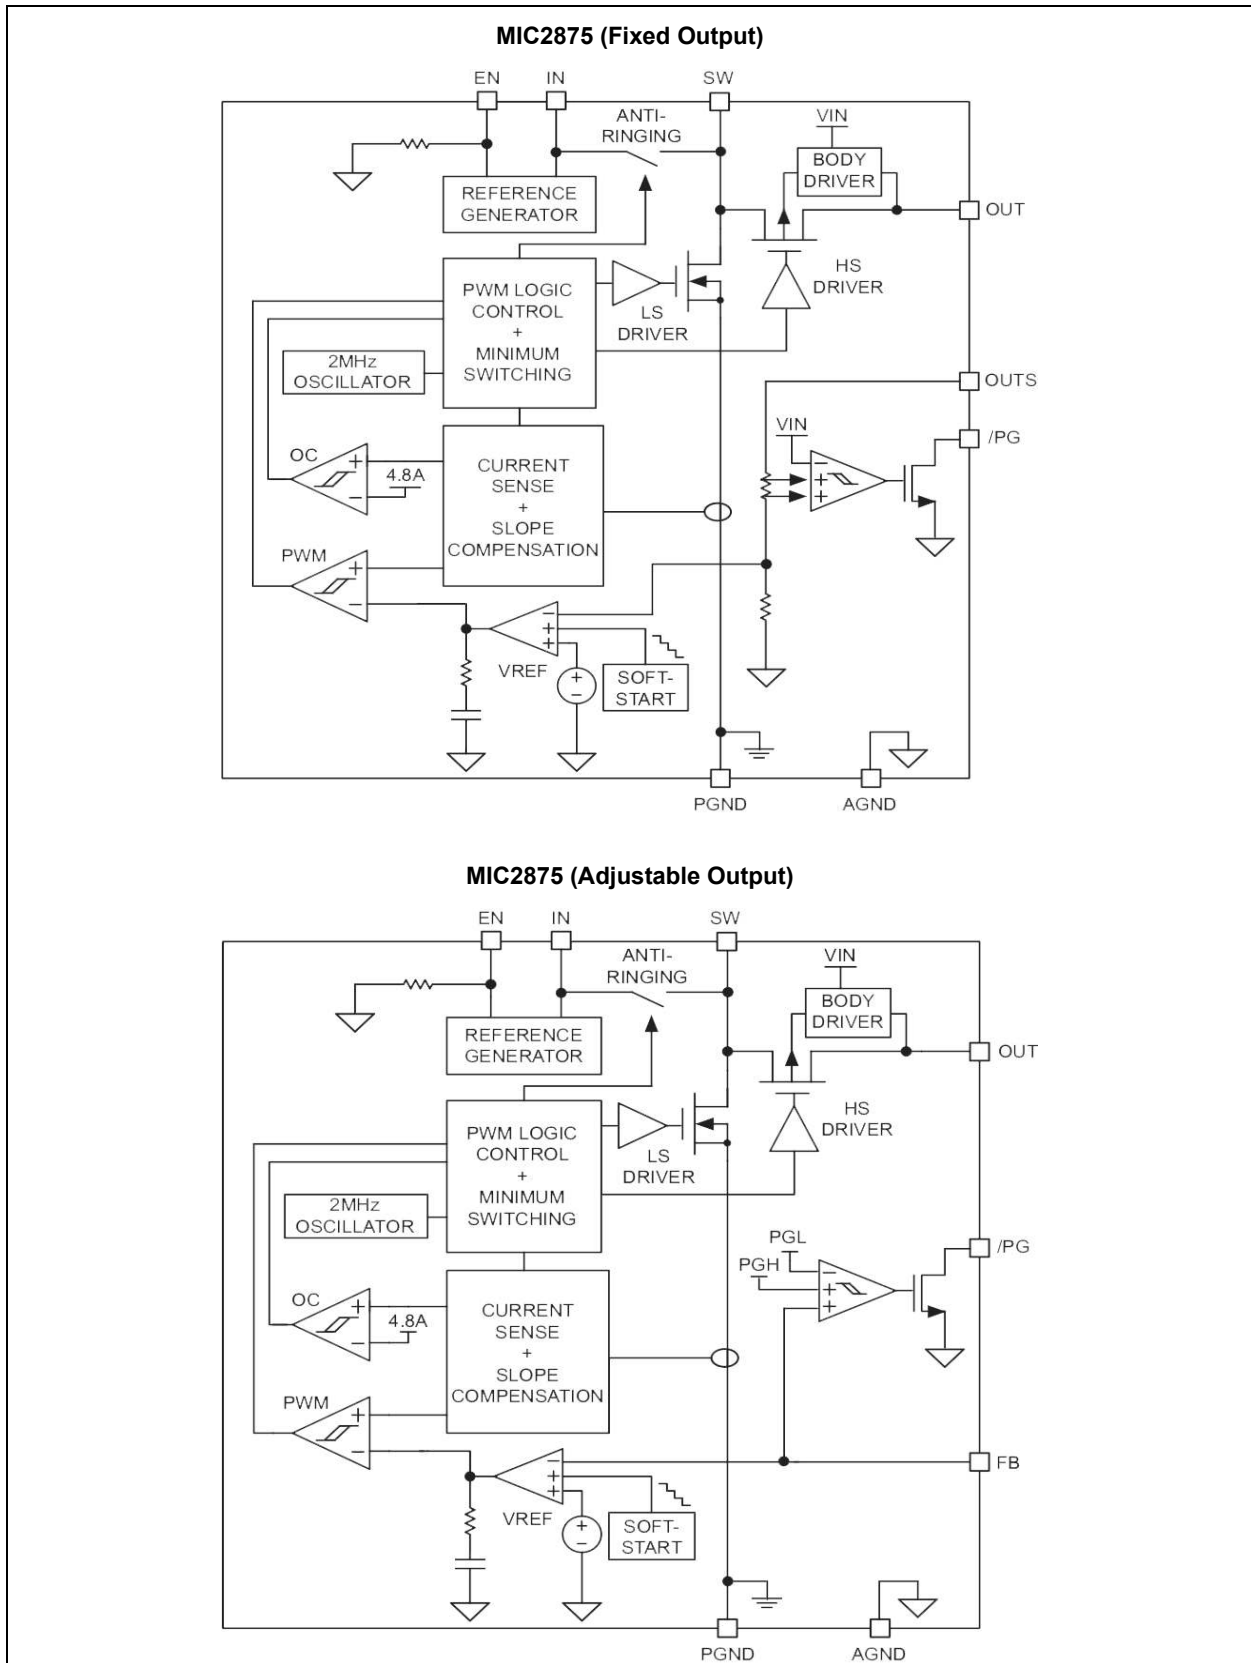 MIC2875 (Fixed Output)
EN
IN
SW
ANTI-
RINGING
VIN
BODY
DRIVER
REFERENCE
GENERATOR
OUT
PWM LOGIC
CONTROL
+
MINIMUM
SWITCHING
LS
DRIVER
HS
DRIVER
2MHz
OSCILLATOR
OUTS
VIN
/PG
OC
+
4.8A
−
CURRENT
SENSE
+
SLOPE
COMPENSATION
−
+
+
PWM
+
−
−
+
+
VREF
+
−
SOFT-
START
PGND
AGND
MIC2875 (Adjustable Output)
EN
IN
SW
ANTI-
RINGING
VIN
BODY
DRIVER
REFERENCE
GENERATOR
OUT
PWM LOGIC
CONTROL
+
MINIMUM
SWITCHING
LS
DRIVER
HS
DRIVER
2MHz
OSCILLATOR
PGL
PGH
−
+
+
/PG
OC
+
4.8A
−
CURRENT
SENSE
+
SLOPE
COMPENSATION
PWM
+
−
−
+
+
FB
VREF
+
−
SOFT-
START
PGND
AGND